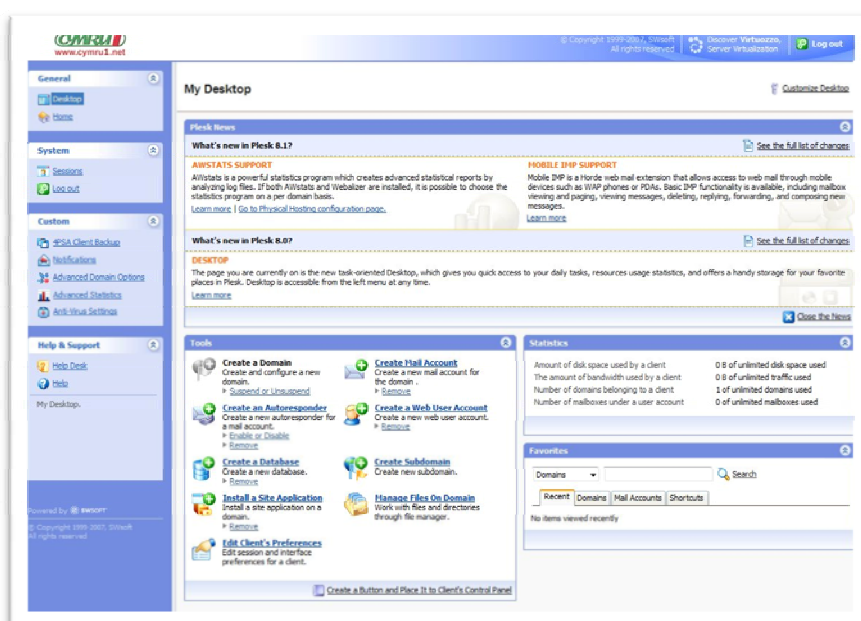 CYMRU1
www.cymru1.net
© Copyright 1999-2007, SWsoft
All rights reserved
Discover Virtuozzo,
Server Virtualization
Log out
General
Desktop
Home
System
Sessions
Log out
Custom
4PSA Client Backup
Notifications
Advanced Domain Options
Advanced Statistics
Anti-Virus Settings
Help & Support
Help Desk
Help
My Desktop.
Powered by SWSOFT
© Copyright 1999-2007, SWsoft
All rights reserved
My Desktop
Customize Desktop
Plesk News
What's new in Plesk 8.1?
See the full list of changes
AWSTATS SUPPORT
AWstats is a powerful statistics program which creates advanced statistical reports by
analyzing log files. If both AWstats and Webalizer are installed, it is possible to choose the
statistics program on a per domain basis.
Learn more | Go to Physical Hosting configuration page.
MOBILE IMP SUPPORT
Mobile IMP is a Horde web mail extension that allows access to web mail through mobile
devices such as WAP phones or PDAs. Basic IMP functionality is available, including mailbox
viewing and paging, viewing messages, deleting, replying, forwarding, and composing new
messages.
Learn more
What's new in Plesk 8.0?
See the full list of changes
DESKTOP
The page you are currently on is the new task-oriented Desktop, which gives you quick access to your daily tasks, resources usage statistics, and offers a handy storage for your favorite
places in Plesk. Desktop is accessible from the left menu at any time.
Learn more
Close the News
Tools
Create a Domain
Create and configure a new
domain.
Suspend or Unsuspend
Create Mail Account
Create a new mail account for
the domain .
Remove
Create an Autoresponder
Create a new autoresponder for
a mail account.
Enable or Disable
Remove
Create a Web User Account
Create a new web user account.
Remove
Create a Database
Create a new database.
Remove
Create Subdomain
Create new subdomain.
Install a Site Application
Install a site application on a
domain.
Remove
Manage Files On Domain
Work with files and directories
through file manager.
Edit Client's Preferences
Edit session and interface
preferences for a client.
Create a Button and Place It to Client's Control Panel
Statistics
Amount of disk space used by a client 0 B of unlimited disk space used
The amount of bandwidth used by a client 0 B of unlimited traffic used
Number of domains belonging to a client 1 of unlimited domains used
Number of mailboxes under a user account 0 of unlimited mailboxes used
Favorites
Domains
Search
Recent Domains Mail Accounts Shortcuts
No items viewed recently